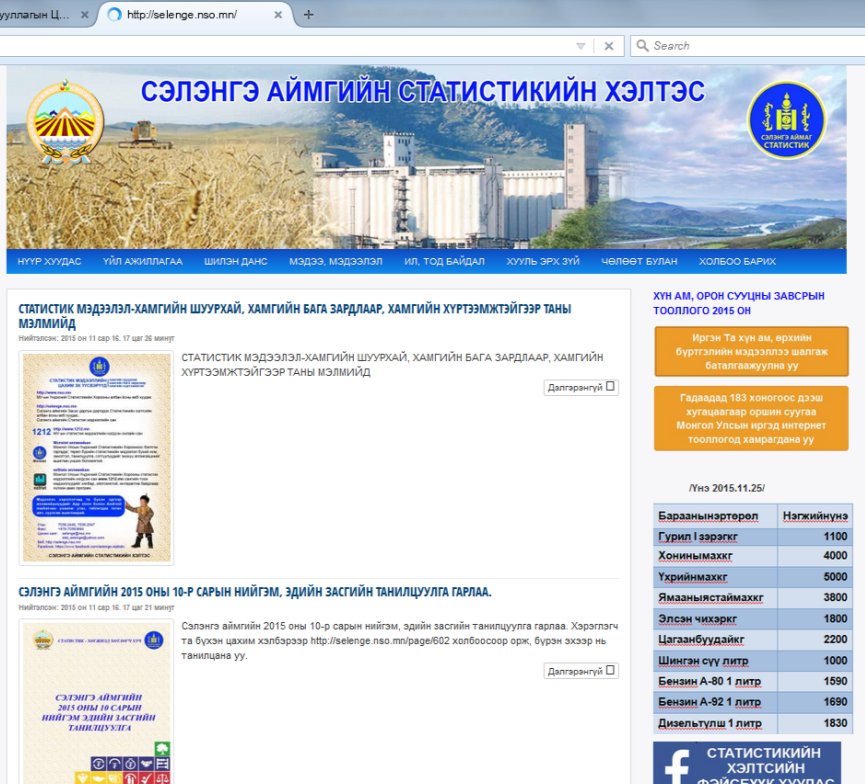 ууллагын Ц...
http://selenge.nso.mn/
Search
СЭЛЭНГЭ АЙМГИЙН СТАТИСТИКИЙН ХЭЛТЭС
СЭЛЭНГЭ АЙМАГ
СТАТИСТИК
НҮҮР ХУУДАС ҮЙЛ АЖИЛЛАГАА ШИЛЭН ДАНС МЭДЭЭ, МЭДЭЭЛЭЛ ИЛ, ТОД БАЙДАЛ ХУУЛЬ ЭРХ ЗҮЙ ЧӨЛӨӨТ БУЛАН ХОЛБОО БАРИХ
СТАТИСТИК МЭДЭЭЛЭЛ-ХАМГИЙН ШУУРХАЙ, ХАМГИЙН БАГА ЗАРДЛААР, ХАМГИЙН ХҮРТЭЭМЖТЭЙГЭЭР ТАНЫ
МЭЛМИЙД
Нийтэлсэн: 2015 он 11 сар 16. 17 цаг 26 минут
СТАТИСТИК МЭДЭЭЛЭЛ-ХАМГИЙН ШУУРХАЙ, ХАМГИЙН БАГА ЗАРДЛААР, ХАМГИЙН
ХҮРТЭЭМЖТЭЙГЭЭР ТАНЫ МЭЛМИЙД
Дэлгэрэнгүй
1212
СЭЛЭНГЭ АЙМГИЙН СТАТИСТИКИЙН ХЭЛТЭС
СЭЛЭНГЭ АЙМГИЙН 2015 ОНЫ 10-Р САРЫН НИЙГЭМ, ЭДИЙН ЗАСГИЙН ТАНИЛЦУУЛГА ГАРЛАА.
Нийтэлсэн: 2015 он 11 сар 16. 17 цаг 21 минут
Сэлэнгэ аймгийн 2015 оны 10-р сарын нийгэм, эдийн засгийн танилцуулга гарлаа. Хэрэглэгч
та бүхэн цахим хэлбэрээр http://selenge.nso.mn/page/602 холбоосоор орж, бүрэн эхээр нь
танилцана уу.
Дэлгэрэнгүй
СЭЛЭНГЭ АЙМГИЙН
2015 ОНЫ 10 САРЫН
НИЙГЭМ ЭДИЙН ЗАСГИЙН
ТАНИЛЦУУЛГА
ХҮН АМ, ОРОН СУУЦНЫ ЗАВСРЫН
ТООЛЛОГО 2015 ОН
Иргэн Та хүн ам, өрхийн
бүртгэлийн мэдээллээ шалгаж
баталгаажуулна уу
Гадаадад 183 хоногоос дээш
хугацаагаар оршин суугаа
Монгол Улсын иргэд интернет
тооллогод хамрагдана уу
/Үнэ 2015.11.25/
Бараанынэртөрөл Нэгжийнүнэ
Гурил I зэрэгкг 1100
Хонинымахкг 4000
Үхрийнмахкг 5000
Ямааныястаймахкг 3800
Элсэн чихэркг 1800
Цагаанбуудайкг 2200
Шингэн сүү литр 1000
Бензин А-80 1 литр 1590
Бензин А-92 1 литр 1690
Дизельтүлш 1 литр 1830
СТАТИСТИКИЙН
ХЭЛТСИЙН
ФЭЙСБҮҮК ХУУДАС